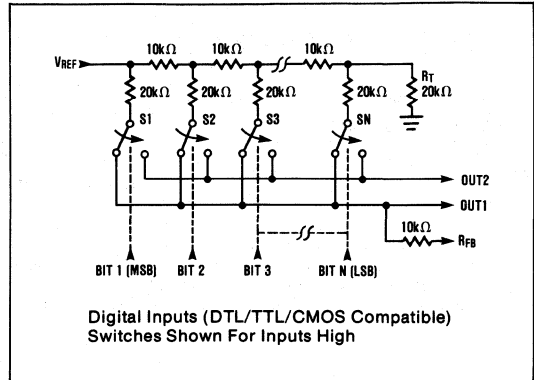 10kΩ 10kΩ 10kΩ
VREF
20kΩ 20kΩ 20kΩ 20kΩ RT 20kΩ
S1 S2 S3 SN
OUT2
OUT1
10kΩ
RFB
BIT 1 (MSB) BIT 2 BIT 3 BIT N (LSB)
Digital Inputs (DTL/TTL/CMOS Compatible)
Switches Shown For Inputs High